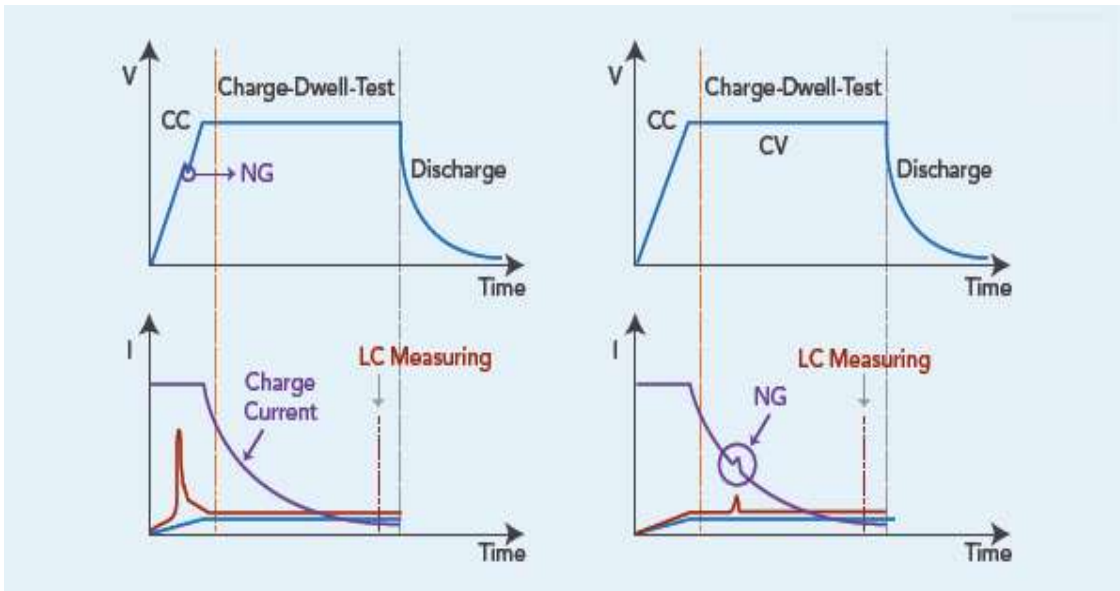 V
Charge-Dwell-Test
CC
NG
Discharge
Time
V
Charge-Dwell-Test
CC
CV
Discharge
Time
I
LC Measuring
Charge
Current
Time
I
LC Measuring
NG
Time